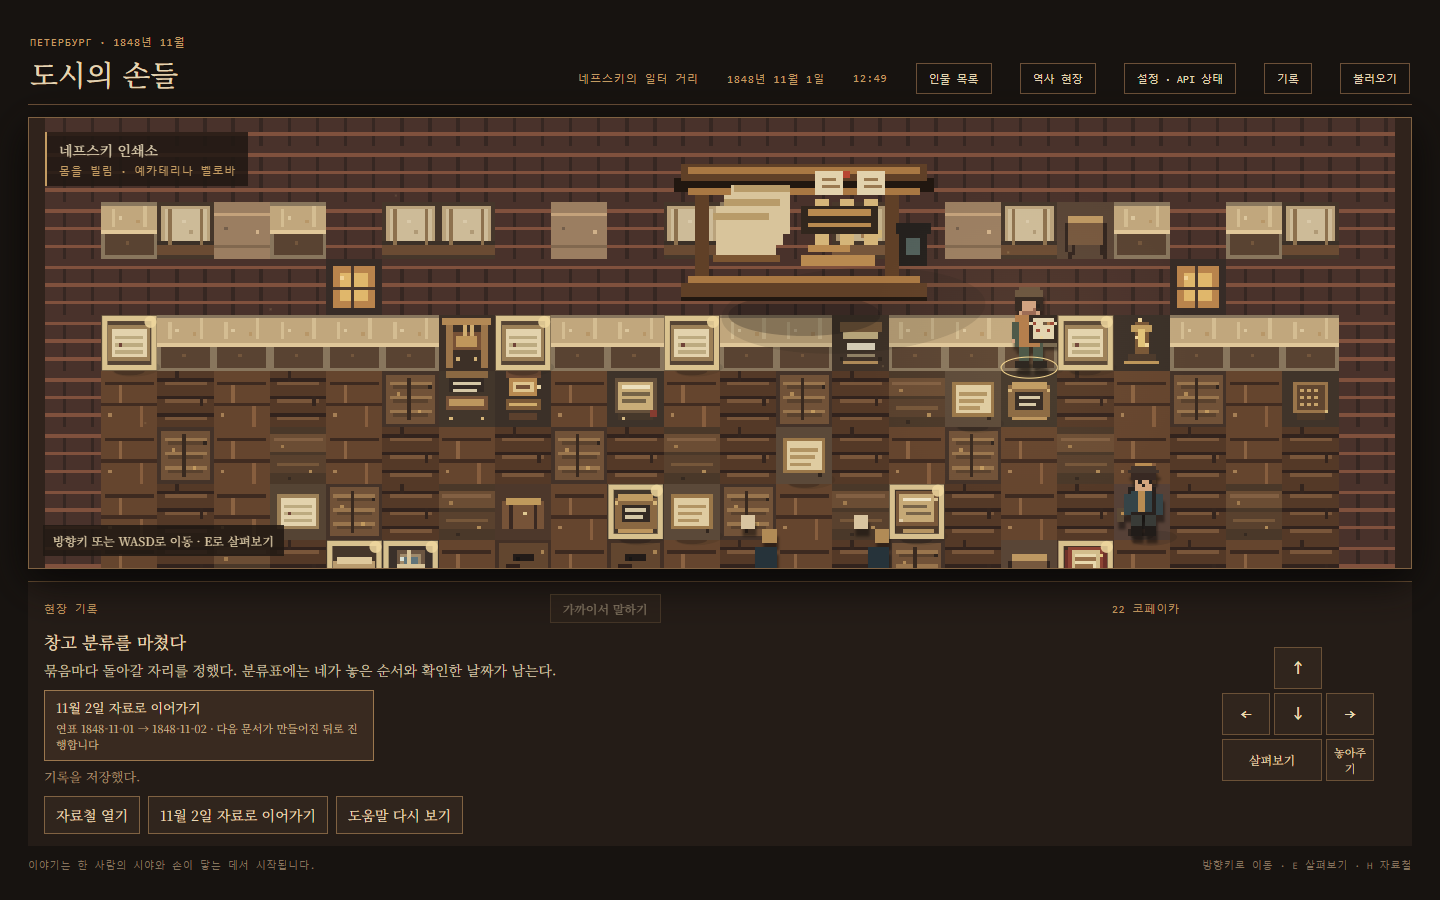 ПЕТЕРБУРГ · 1848년 11월
도시의 손들
네프스키의 일터 거리
1848년 11월 1일
12:49
인물 목록
역사 현장
설정 · API 상태
기록
불러오기
네프스키 인쇄소
몸을 빌림 · 예카테리나 벨로바
방향키 또는 WASD로 이동 · E로 살펴보기
현장 기록
가까이서 말하기
22 코페이카
창고 분류를 마쳤다
묶음마다 돌아갈 자리를 정했다. 분류표에는 네가 놓은 순서와 확인한 날짜가 남는다.
11월 2일 자료로 이어가기
연표 1848-11-01 → 1848-11-02 · 다음 문서가 만들어진 뒤로 진
행합니다
기록을 저장했다.
자료철 열기
11월 2일 자료로 이어가기
도움말 다시 보기
↑
← ↓ →
살펴보기
놓아주
기
이야기는 한 사람의 시야와 손이 닿는 데서 시작됩니다.
방향키로 이동 · E 살펴보기 · H 자료철